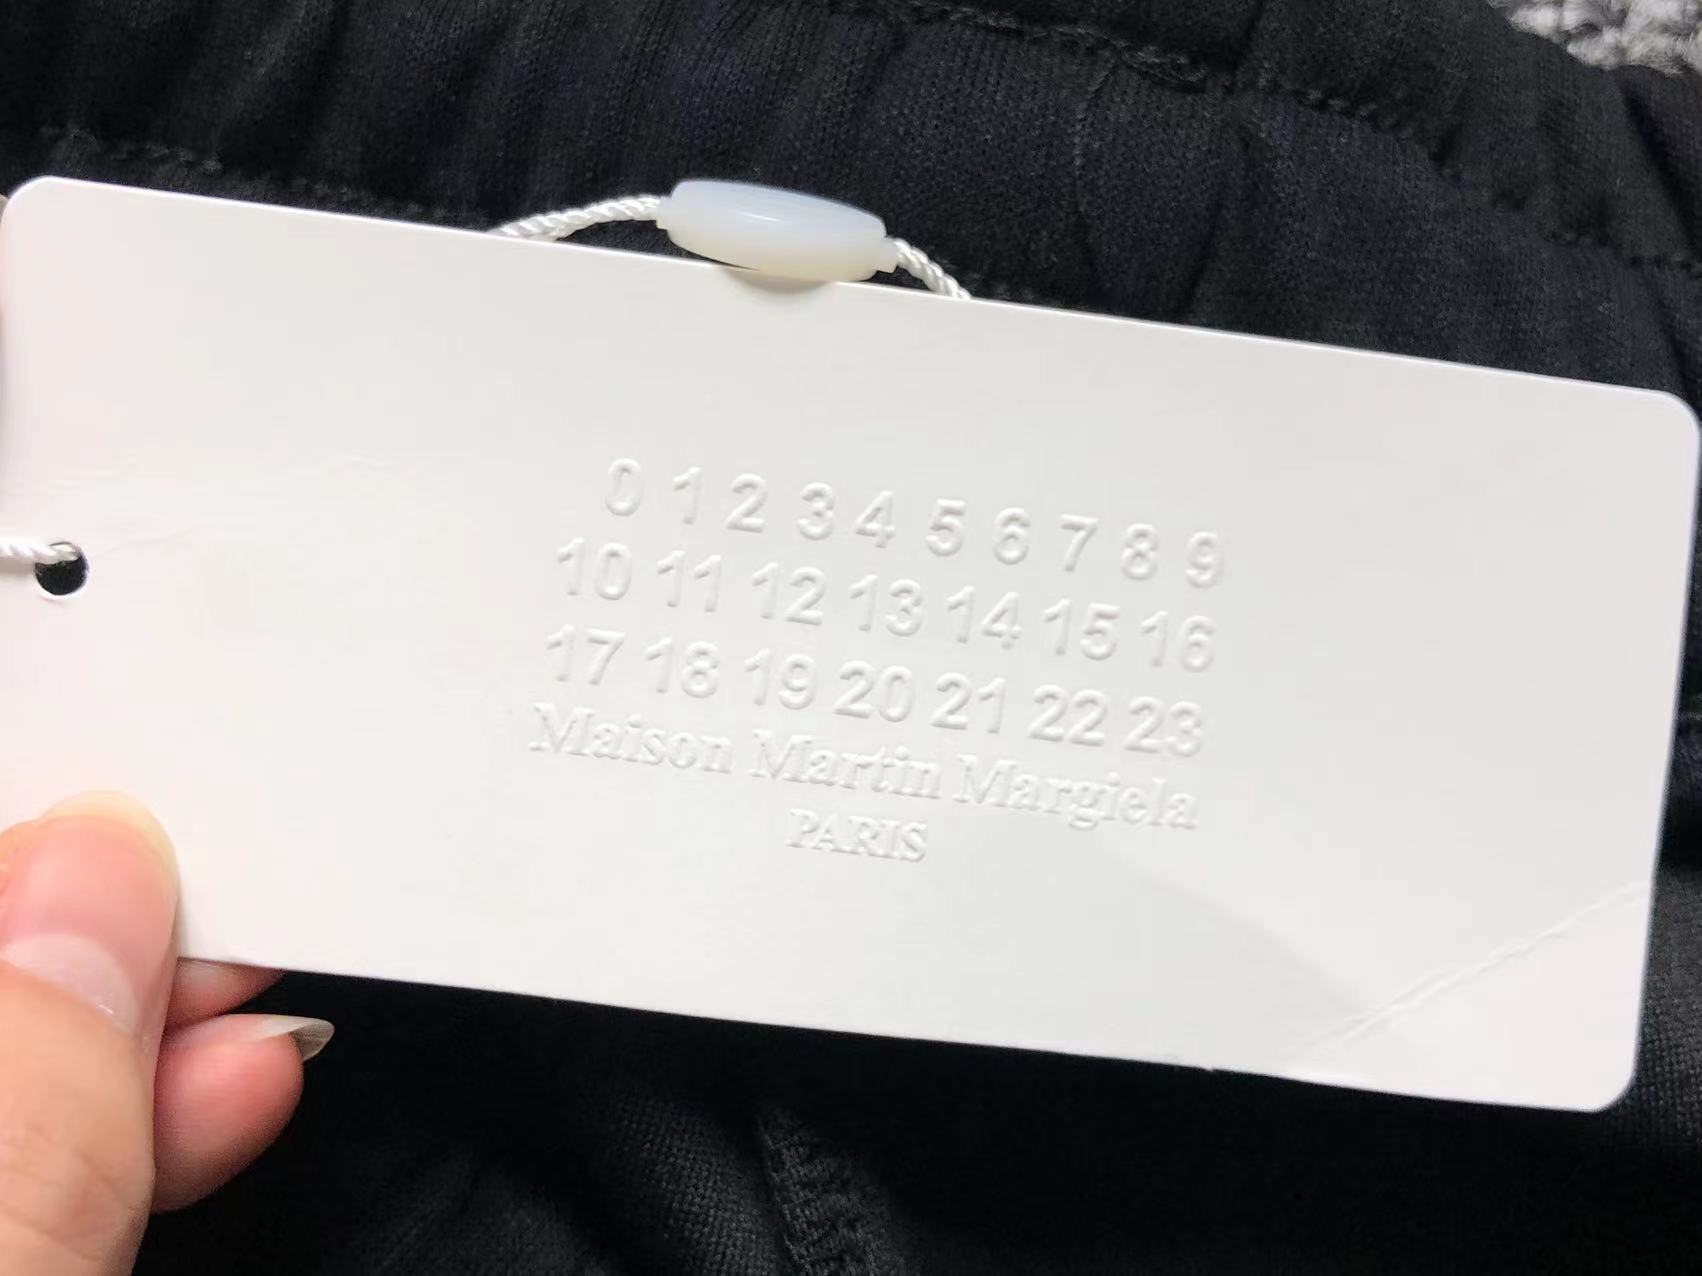 0 1 2 3 4 5 6 7 8 9
10 11 12 13 14 15 16
17 18 19 20 21 22 23
Maison Martin Margiela
PARIS